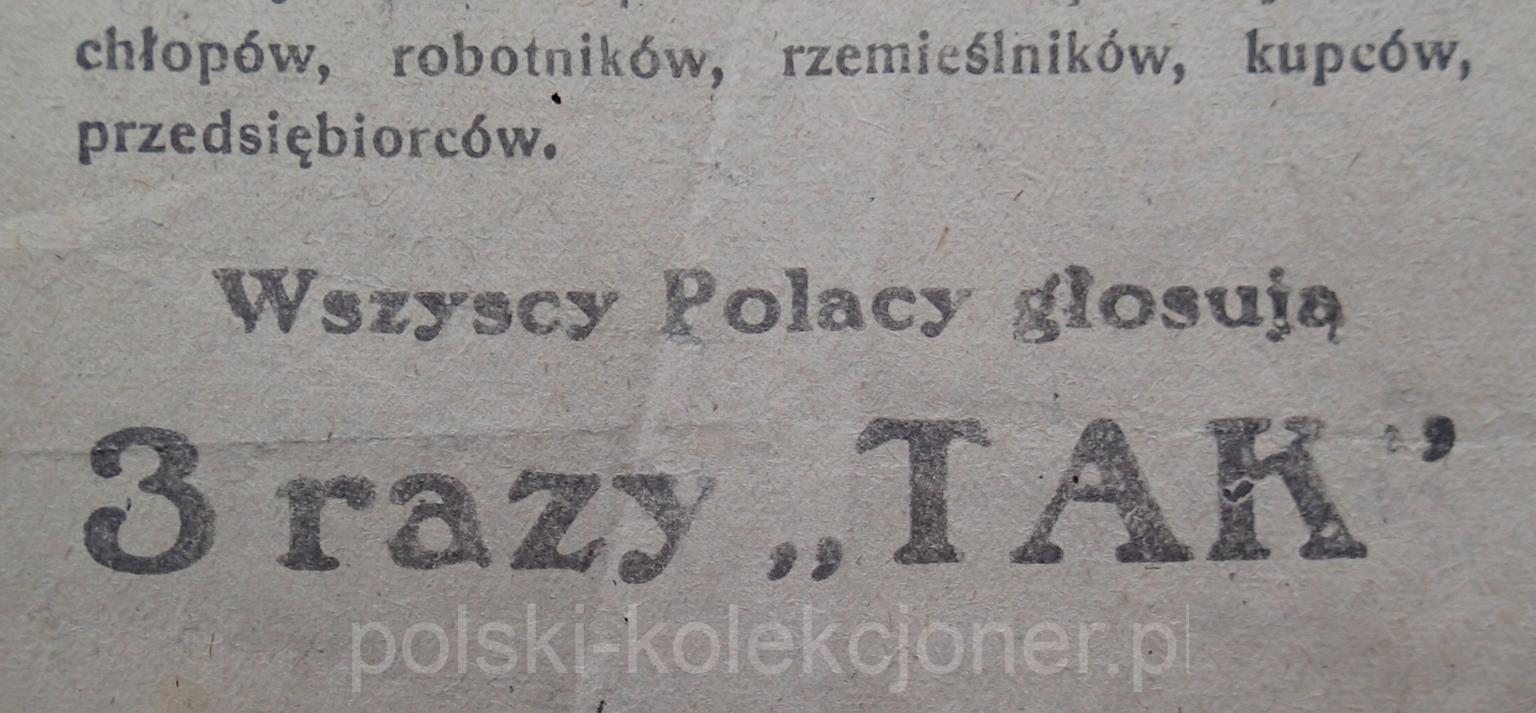 chłopów, robotników, rzemieślników, kupców,
przedsiębiorców.
Wszyscy Polacy głosują
3 razy „TAK”
polski-kolekcjoner.pl